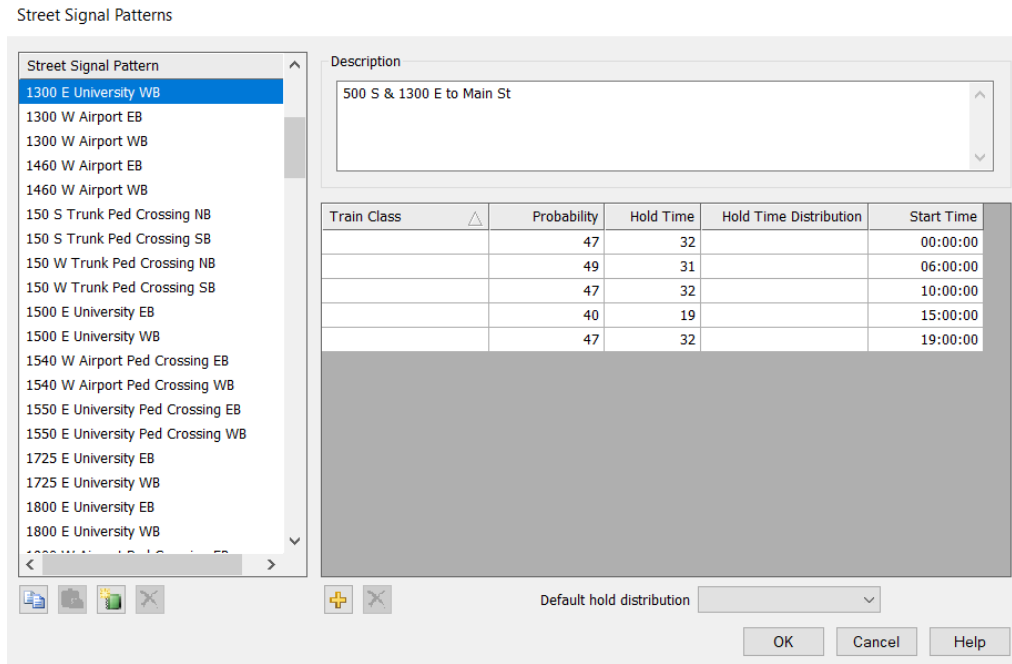 Street Signal Patterns
Street Signal Pattern
1300 E University WB
1300 W Airport EB
1300 W Airport WB
1460 W Airport EB
1460 W Airport WB
150 S Trunk Ped Crossing NB
150 S Trunk Ped Crossing SB
150 W Trunk Ped Crossing NB
150 W Trunk Ped Crossing SB
1500 E University EB
1500 E University WB
1540 W Airport Ped Crossing EB
1540 W Airport Ped Crossing WB
1550 E University Ped Crossing EB
1550 E University Ped Crossing WB
1725 E University EB
1725 E University WB
1800 E University EB
1800 E University WB
Description
500 S & 1300 E to Main St
Train Class Probability Hold Time Hold Time Distribution Start Time
47 32 00:00:00
49 31 06:00:00
47 32 10:00:00
40 19 15:00:00
47 32 19:00:00
Default hold distribution
OK Cancel Help